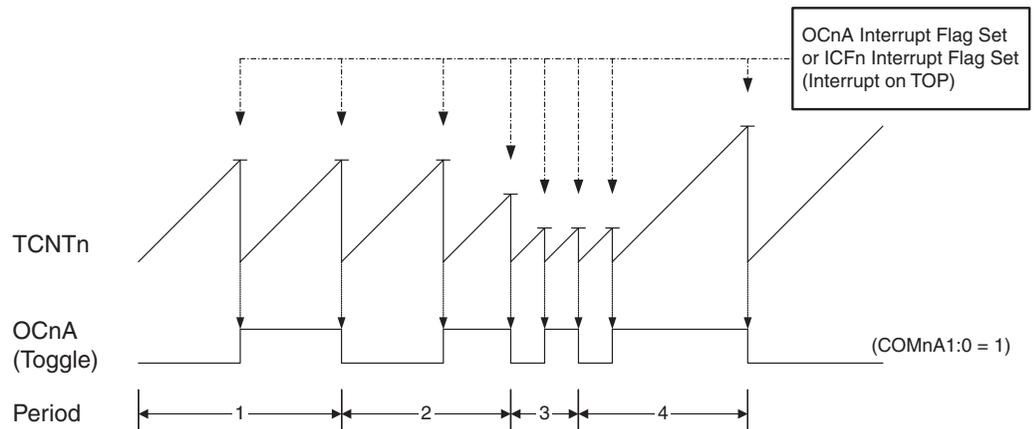 OCnA Interrupt Flag Set
or ICFn Interrupt Flag Set
(Interrupt on TOP)
TCNTn
OCnA
(Toggle)
(COMnA1:0 = 1)
Period
1
2
3
4